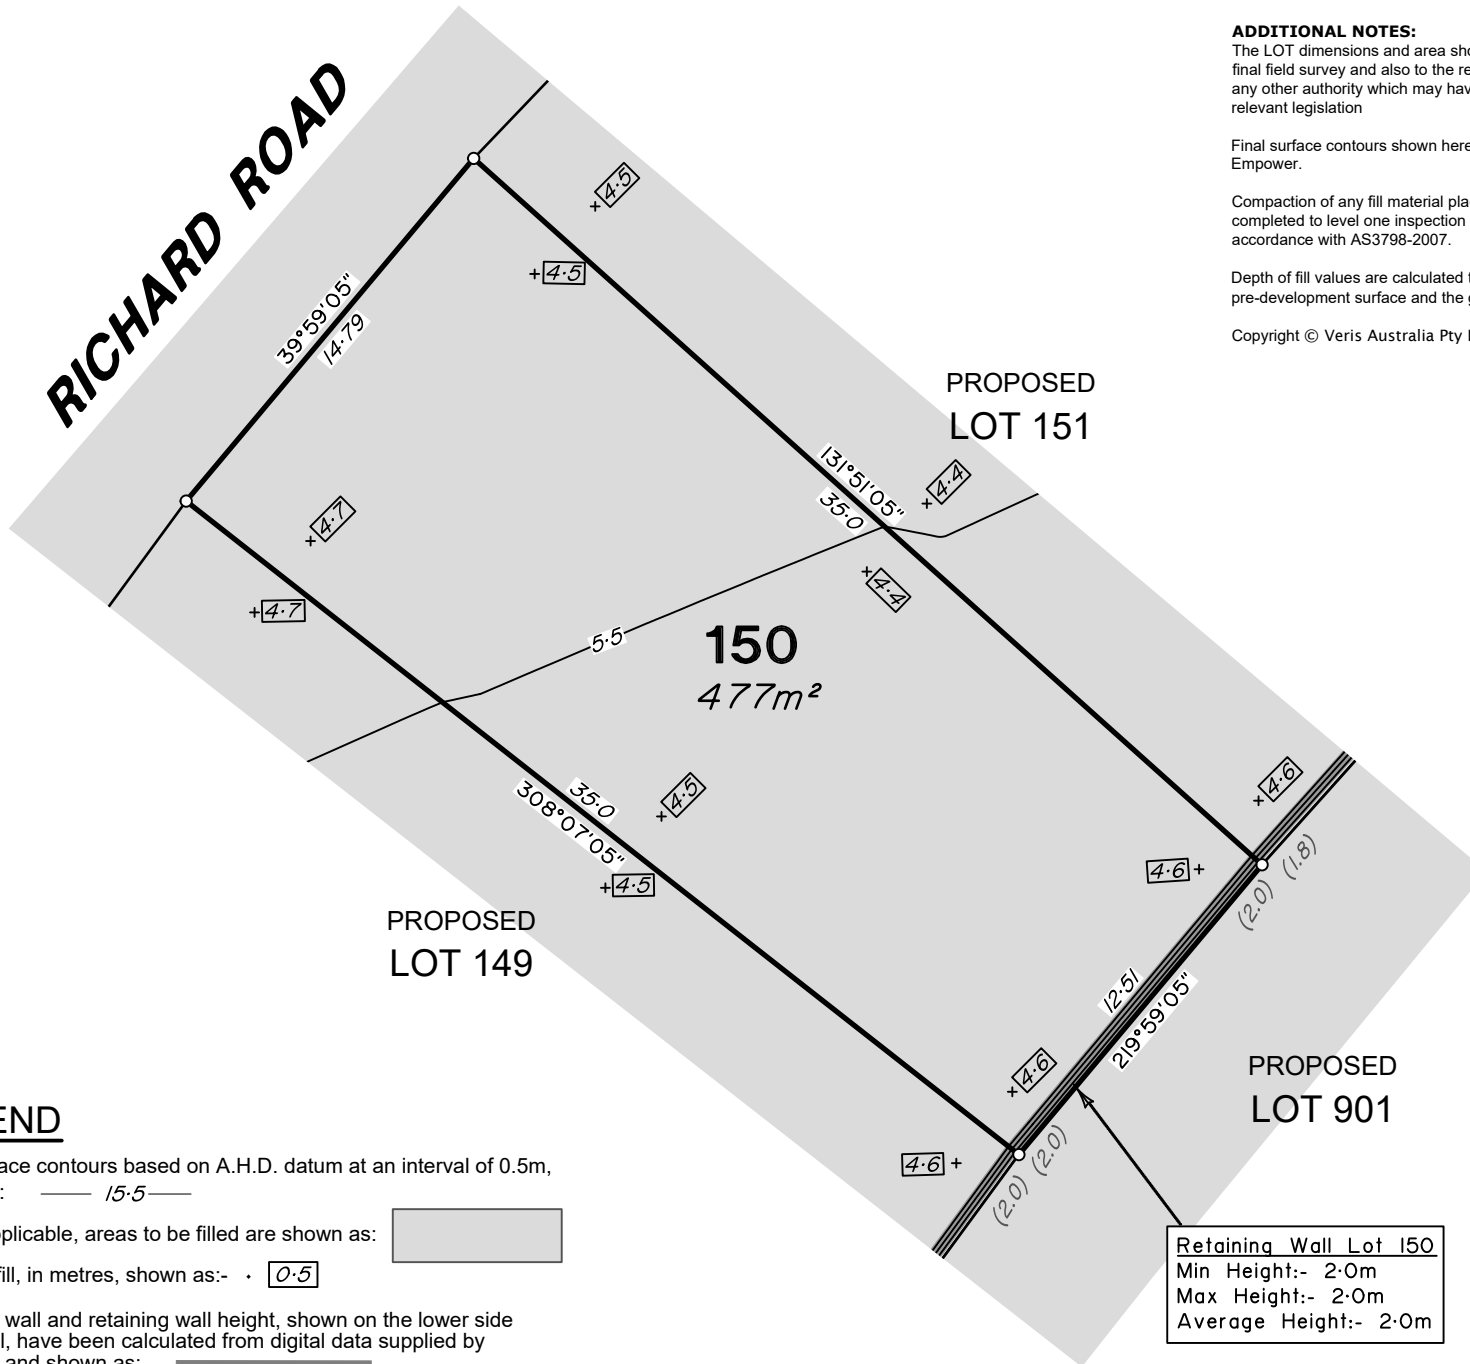 ADDITIONAL NOTES:
The LOT dimensions and area sho
final field survey and also to the re
any other authority which may hav
relevant legislation
Final surface contours shown here
Empower.
Compaction of any fill material pla
completed to level one inspection
accordance with AS3798-2007.
Depth of fill values are calculated f
pre-development surface and the g
Copyright © Veris Australia Pty L
RICHARD ROAD
39°59'05"
14·79
4·5
4·5
PROPOSED
LOT 151
131°51'05"
35·0
4·4
4·4
4·7
4·7
5·5
150
477m²
35·0
308°07'05"
4·5
4·5
PROPOSED
LOT 149
4·6
4·6
(1.8)
(2.0)
12·51
219°59'05"
4·6
4·6
(2.0)
(2.0)
PROPOSED
LOT 901
Retaining Wall Lot 150
Min Height:- 2·0m
Max Height:- 2·0m
Average Height:- 2·0m
END
ace contours based on A.H.D. datum at an interval of 0.5m,
: 15·5
plicable, areas to be filled are shown as:
fill, in metres, shown as:- · 0·5
wall and retaining wall height, shown on the lower side
l, have been calculated from digital data supplied by
and shown as: